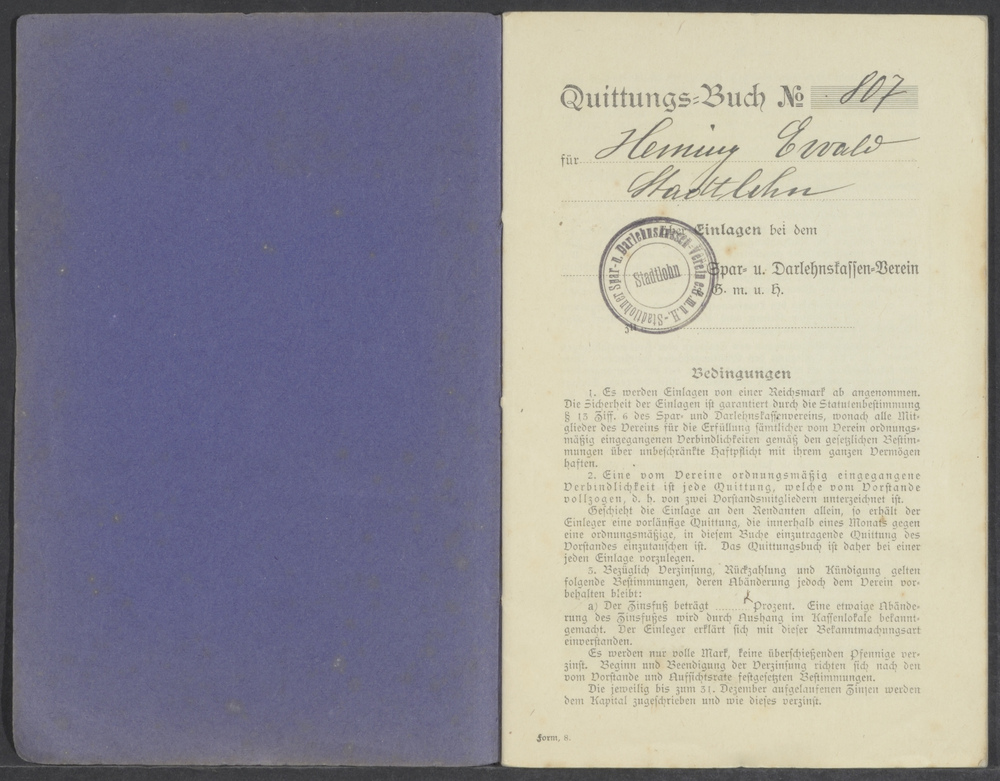 Quittungs-Buch № 807
für Heming Ewald
Stadtlohn
über Einlagen bei dem
Stadtlohner Spar- u. Darlehnskassen-Verein e.G.m.u.H.
Stadtlohn
Spar- u. Darlehnskassen-Verein
G. m. u. H.
zu
Bedingungen
1. Es werden Einlagen von einer Reichsmark ab angenommen.
Die Sicherheit der Einlagen ist garantiert durch die Statutenbestimmung
§ 13 Ziff. 6 des Spar- und Darlehnskassenvereins, wonach alle Mit-
glieder des Vereins für die Erfüllung sämtlicher vom Verein ordnungs-
mäßig eingegangenen Verbindlichkeiten gemäß den gesetzlichen Bestim-
mungen über unbeschränkte Haftpflicht mit ihrem ganzen Vermögen
haften.
2. Eine vom Vereine ordnungsmäßig eingegangene
Verbindlichkeit ist jede Quittung, welche vom Vorstande
vollzogen, d. h. von zwei Vorstandsmitgliedern unterzeichnet ist.
Geschieht die Einlage an den Rendanten allein, so erhält der
Einleger eine vorläufige Quittung, die innerhalb eines Monats gegen
eine ordnungsmäßige, in diesem Buche einzutragende Quittung des
Vorstandes einzutauschen ist. Das Quittungsbuch ist daher bei einer
jeden Einlage vorzulegen.
3. Bezüglich Verzinsung, Rückzahlung und Kündigung gelten
folgende Bestimmungen, deren Abänderung jedoch dem Verein vor-
behalten bleibt:
a) Der Zinsfuß beträgt ........ Prozent. Eine etwaige Abände-
rung des Zinsfußes wird durch Aushang im Kassenlokale bekannt-
gemacht. Der Einleger erklärt sich mit dieser Bekanntmachungsart
einverstanden.
Es werden nur volle Mark, keine überschießenden Pfennige ver-
zinst. Beginn und Beendigung der Verzinsung richten sich nach den
vom Vorstande und Aufsichtsrate festgesetzten Bestimmungen.
Die jeweilig bis zum 31. Dezember aufgelaufenen Zinsen werden
dem Kapital zugeschrieben und wie dieses verzinst.
Form. 8.